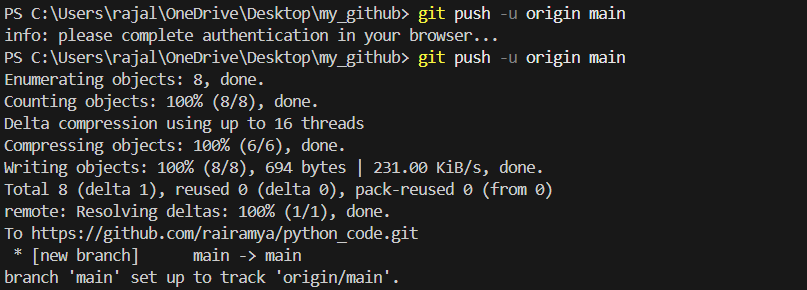 PS C:\Users\rajal\OneDrive\Desktop\my_github> git push -u origin main
info: please complete authentication in your browser...
PS C:\Users\rajal\OneDrive\Desktop\my_github> git push -u origin main
Enumerating objects: 8, done.
Counting objects: 100% (8/8), done.
Delta compression using up to 16 threads
Compressing objects: 100% (6/6), done.
Writing objects: 100% (8/8), 694 bytes | 231.00 KiB/s, done.
Total 8 (delta 1), reused 0 (delta 0), pack-reused 0 (from 0)
remote: Resolving deltas: 100% (1/1), done.
To https://github.com/rairamya/python_code.git
 * [new branch]      main -> main
branch 'main' set up to track 'origin/main'.